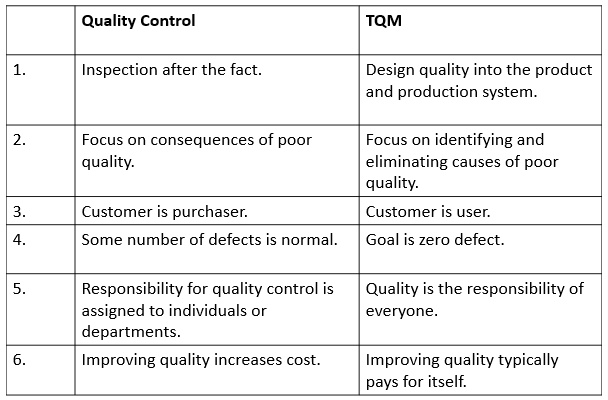 Quality Control TQM
1. Inspection after the fact. Design quality into the product
and production system.
2. Focus on consequences of poor Focus on identifying and
quality. eliminating causes of poor
quality.
3. Customer is purchaser. Customer is user.
4. Some number of defects is normal. Goal is zero defect.
5. Responsibility for quality control is Quality is the responsibility of
assigned to individuals or everyone.
departments.
6. Improving quality increases cost. Improving quality typically
pays for itself.